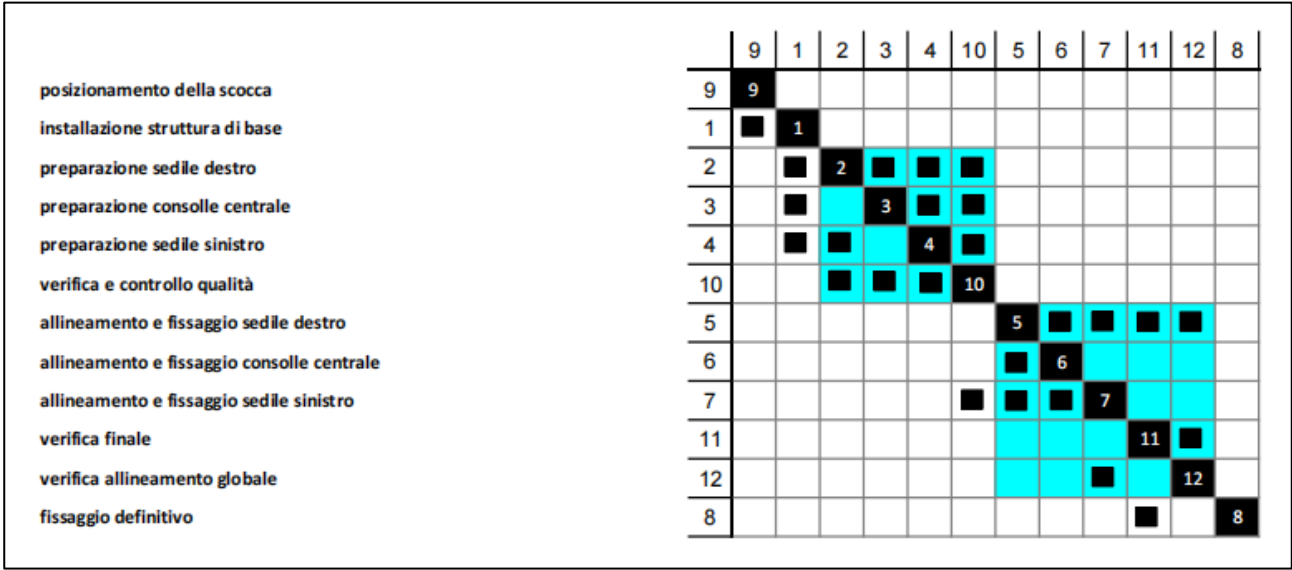 9 1 2 3 4 10 5 6 7 11 12 8
posizionamento della scocca 9 9
installazione struttura di base 1 1
preparazione sedile destro 2 2
preparazione consolle centrale 3 3
preparazione sedile sinistro 4 4
verifica e controllo qualità 10 10
allineamento e fissaggio sedile destro 5 5
allineamento e fissaggio consolle centrale 6 6
allineamento e fissaggio sedile sinistro 7 7
verifica finale 11 11
verifica allineamento globale 12 12
fissaggio definitivo 8 8